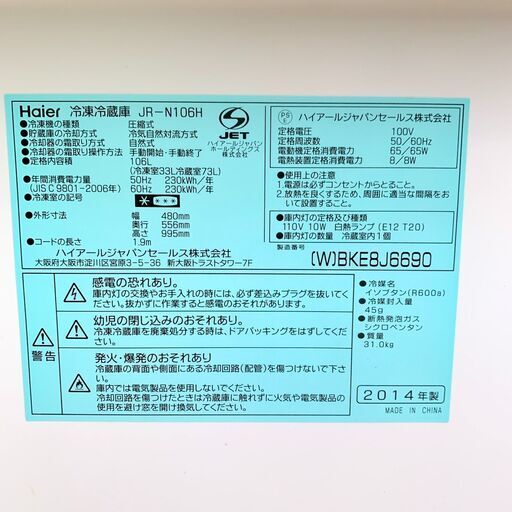 Haier 冷凍冷蔵庫 JR-N106H
●冷凍機の種類 圧縮式
●貯蔵庫の冷却方式 冷気自然対流方式
●冷却器の霜取り方式 自然式
●冷却器の霜取り操作方法 手動開始・手動終了
●定格内容積 106L
(冷凍室33L冷蔵室73L)
●年間消費電力量 50Hz 230kWh/年
(JIS C 9801-2006年) 60Hz 230kWh/年
●冷凍室の記号
●外形寸法 幅 480mm
奥行 556mm
高さ 995mm
●コードの長さ 1.9m
ハイアールジャパンセールス株式会社
大阪府大阪市淀川区宮原3-5-36 新大阪トラストタワー7F
S
JET
ハイアールジャパン
ホールディングス
株式会社
PS
E
ハイアールジャパンセールス株式会社
定格電圧 100V
定格周波数 50/60Hz
電動機定格消費電力 65/65W
電熱装置定格消費電力 8/8W
●使用上の注意
1.電源は必ずコンセントからとること。
2.放熱を良くするため、周囲に適当な間隔をおいて設置すること。
●庫内灯の定格及び種類
110V 10W 白熱ランプ(E12 T20)
●庫内灯の数量 冷蔵室1個
製造番号
(W)BKE8J6690
警告
感電の恐れあり。
庫内灯の交換やお手入れの時には、必ず差込みプラグを抜いてください。抜かずに作業すると感電のおそれがあります。
幼児の閉じ込めのおそれあり。
冷凍冷蔵庫を廃棄処分する時は、ドアパッキングをはずしてください。
発火・爆発のおそれあり
冷蔵庫の背面や側面にある冷却回路(配管)を傷つけないで下さい。
庫内では電気製品を使用しないでください。
冷却回路を傷つけたときは冷蔵庫に触れずに火気や電気製品の使用を避け窓を開け換気してください。
●冷媒名
イソブタン(R600a)
●冷媒封入量
45g
●断熱発泡ガス
シクロペンタン
●質量
31.0kg
2014年製
MADE IN CHINA